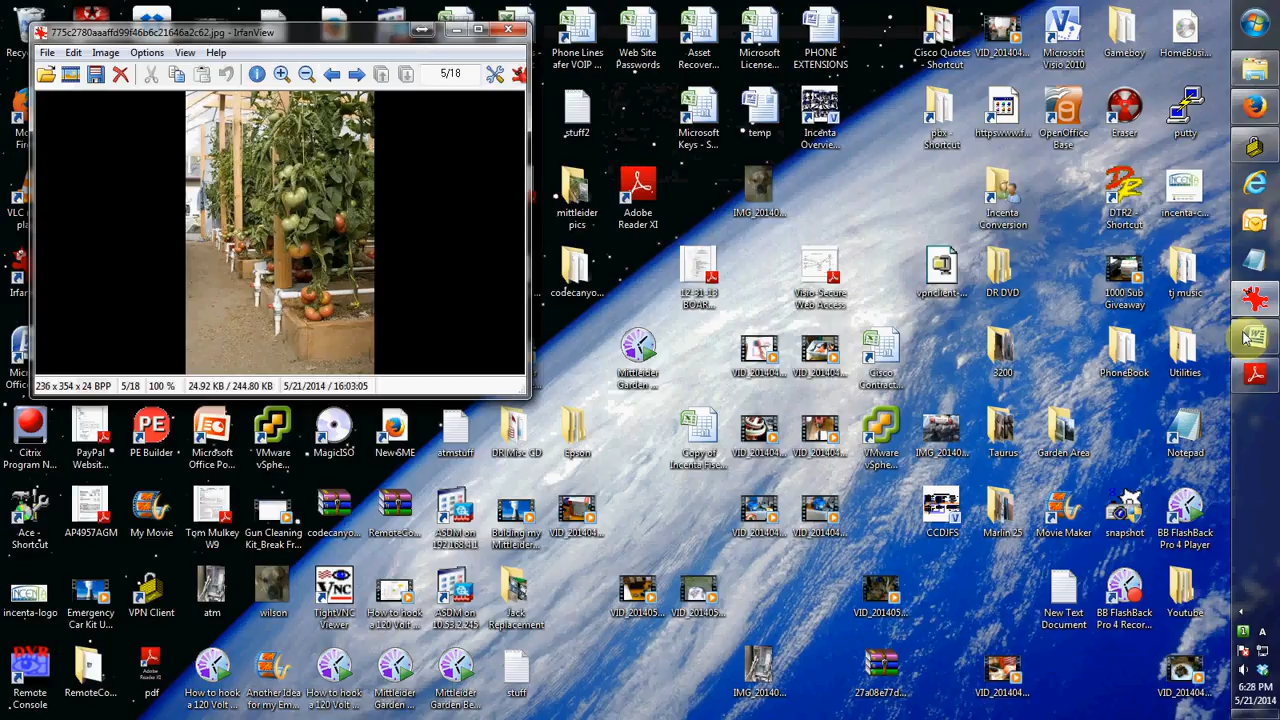 775c2780aaaffd99f46b6c21646a2c62.jpg - IrfanView
File Edit Image Options View Help
5/18
236 x 354 x 24 BPP 5/18 100 % 24.92 KB / 244.80 KB 5/21/2014 / 16:03:05
Phone Lines
afer VOIP ...
Web Site
Passwords
Asset
Recover...
Microsoft
License...
PHONE
EXTENSIONS
Cisco Quotes
- Shortcut
VID_201404...
Microsoft
Visio 2010
Gameboy
HomeBusi...
stuff2
Microsoft
Keys - S...
temp
Incenta
Overvie...
pbx -
Shortcut
httpswww.f...
OpenOffice
Base
Eraser
putty
mittleider
pics
Adobe
Reader XI
IMG_20140...
Incenta
Conversion
DTR2 -
Shortcut
incenta-c...
codecanyo...
12-31-13
BOAR...
Visio-Secure
Web Access
vpnclient-...
DR DVD
1000 Sub
Giveaway
tj music
Mittleider
Garden ...
VID_201404...
VID_201404...
Cisco
Contract...
3200
PhoneBook
Utilities
Citrix
Program N...
PayPal
Websit...
PE Builder
Microsoft
Office Po...
VMware
vSphe...
MagicISO
New SME
atmstuff
DR Misc CD
Epson
Copy of
Incenta Fise...
VID_201404...
VID_201404...
VMware
vSphe...
IMG_20140...
Taurus
Garden Area
Notepad
Ace -
Shortcut
AP4957AGM
My Movie
Tom Mulkey
W9
Gun Cleaning
Kit_Break Fr...
codecanyo...
RemoteCo...
ASDM on
192.168.4.1
Building my
Mittleider...
VID_201404...
VID_201404...
VID_201404...
CCDJFS
Marlin 25
Movie Maker
snapshot
BB FlashBack
Pro 4 Player
incenta-logo
Emergency
Car Kit U...
VPN Client
atm
wilson
TightVNC
Viewer
How to hook
a 120 Volt ...
ASDM on
10.53.2.245
Jack
Replacement
VID_201405...
VID_201405...
VID_201405...
New Text
Document
BB FlashBack
Pro 4 Recor...
Youtube
Remote
Console
RemoteCo...
pdf
How to hook
a 120 Volt ...
Another Idea
for my Em...
How to hook
a 120 Volt ...
Mittleider
Garden ...
Mittleider
Garden Be...
stuff
IMG_20140...
27a08e77d...
VID_201404...
VID_201404...
6:28 PM
5/21/2014